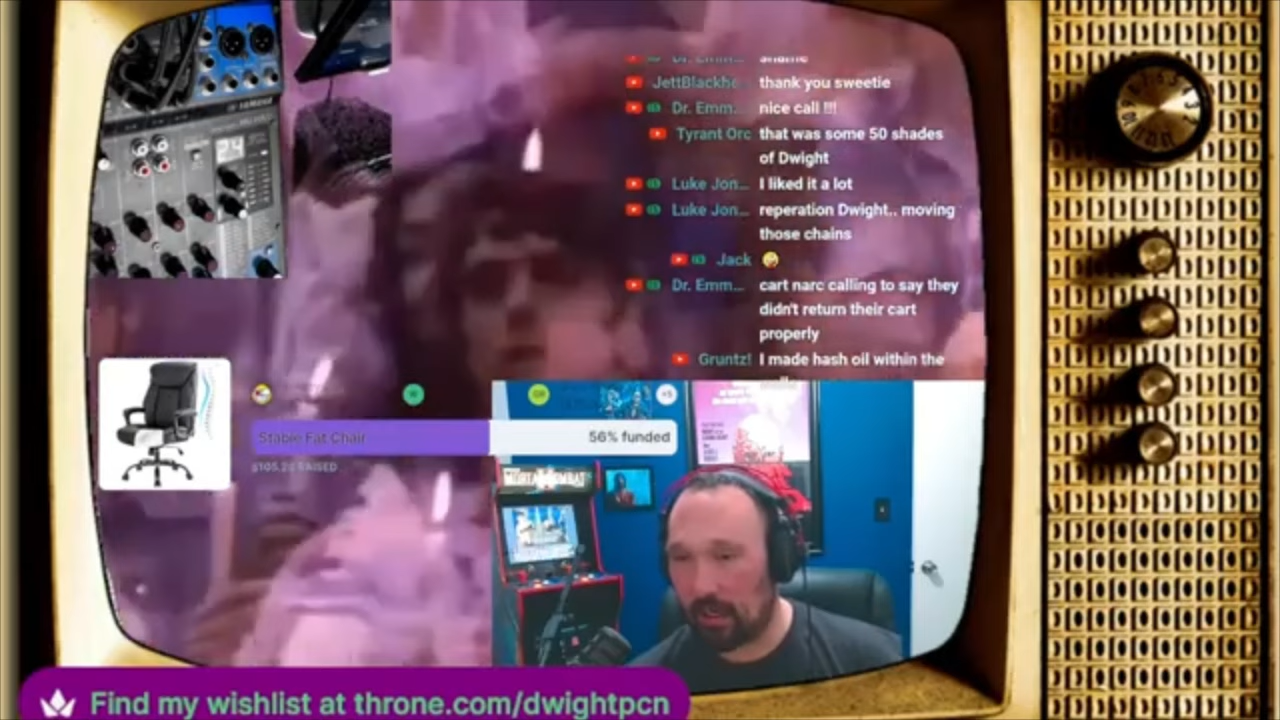 shame
JettBlackhe... thank you sweetie
Dr. Emm... nice call !!!
Tyrant Orc that was some 50 shades
of Dwight
Luke Jon... I liked it a lot
Luke Jon... reperation Dwight.. moving
those chains
Jack
Dr. Emm... cart narc calling to say they
didn't return their cart
properly
Gruntz! I made hash oil within the
Stable Fat Chair 56% funded
$105.20 RAISED
Find my wishlist at throne.com/dwightpcn